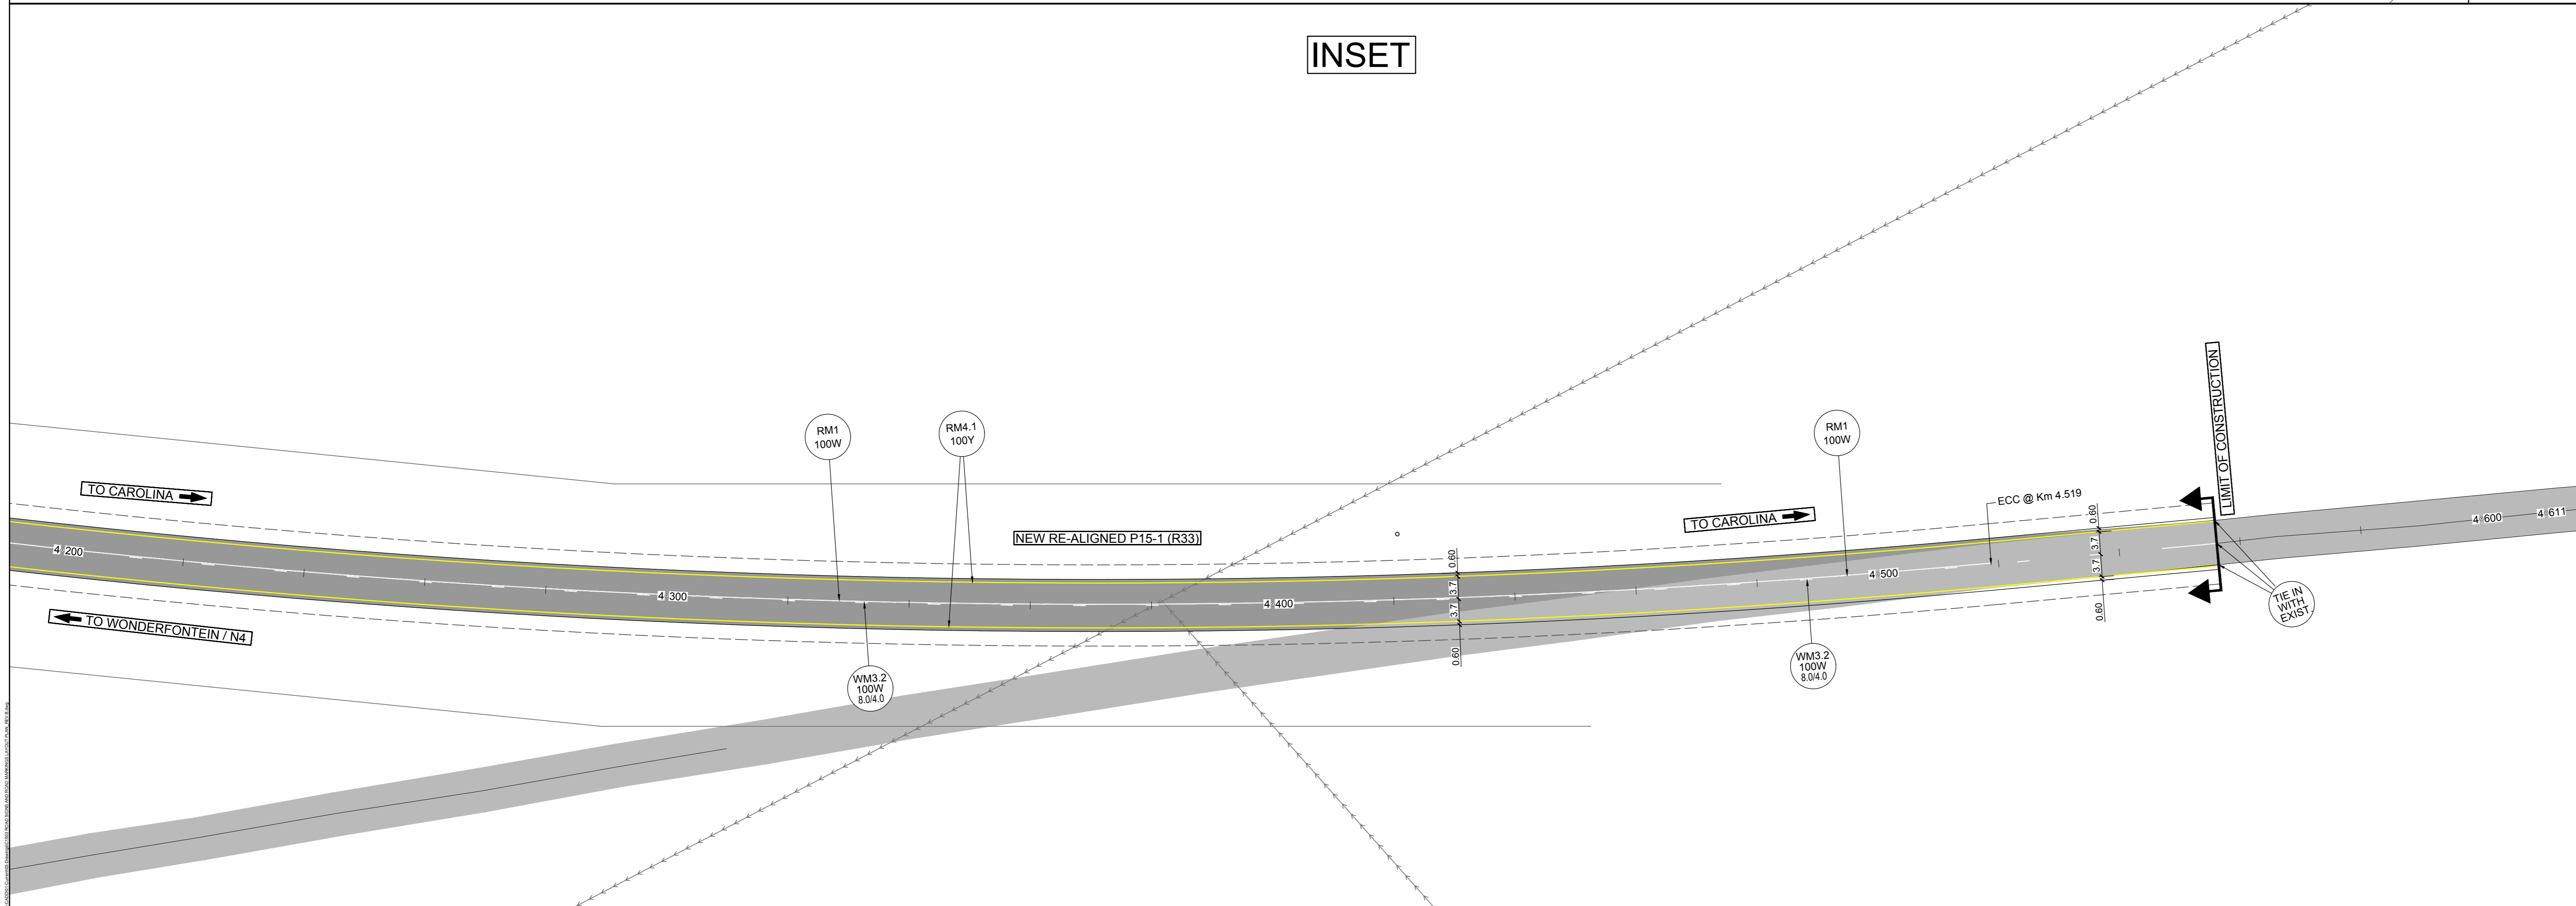 INSET
LIMIT OF CONSTRUCTION
RM1
100W
RM4.1
100Y
RM1
100W
TO CAROLINA
TO CAROLINA
ECC @ Km 4.519
NEW RE-ALIGNED P15-1 (R33)
4 200
4 300
4 400
4 500
4 600
4 611
0.60
3.7
3.7
0.60
0.60
3.7
3.7
0.60
TO WONDERFONTEIN / N4
WM3.2
100W
8.0/4.0
WM3.2
100W
8.0/4.0
TIE IN
WITH
EXIST.